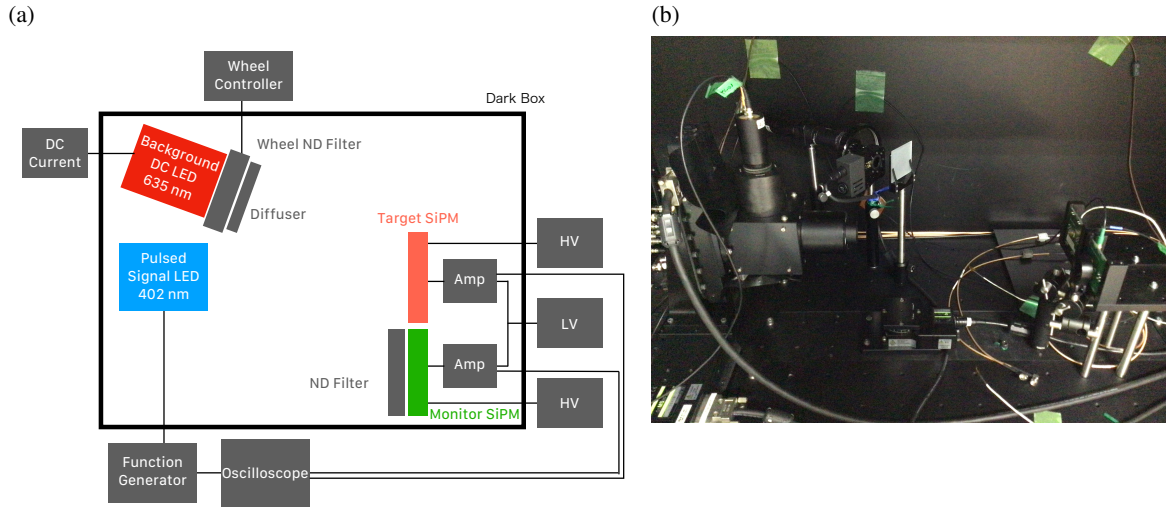 (a)
(b)
Wheel
Controller
Dark Box
DC
Current
Background
DC LED
635 nm
Wheel ND Filter
Diffuser
Target SiPM
HV
Pulsed
Signal LED
402 nm
Amp
LV
Amp
ND Filter
HV
Monitor SiPM
Function
Generator
Oscilloscope